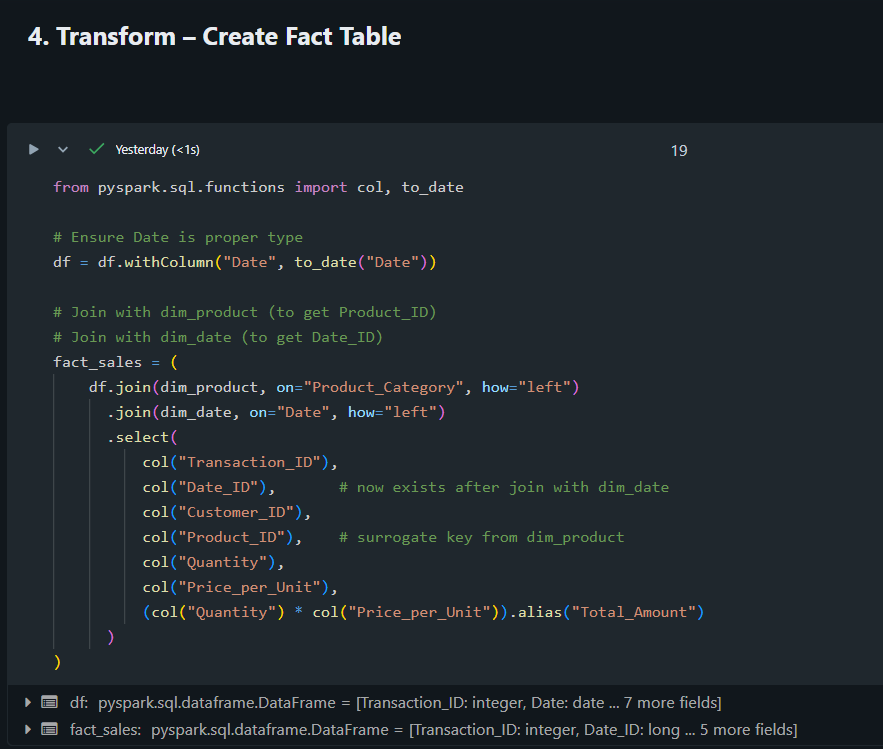 4. Transform – Create Fact Table
Yesterday (<1s)
19
from pyspark.sql.functions import col, to_date
# Ensure Date is proper type
df = df.withColumn("Date", to_date("Date"))
# Join with dim_product (to get Product_ID)
# Join with dim_date (to get Date_ID)
fact_sales = (
    df.join(dim_product, on="Product_Category", how="left")
      .join(dim_date, on="Date", how="left")
      .select(
          col("Transaction_ID"),
          col("Date_ID"),       # now exists after join with dim_date
          col("Customer_ID"),
          col("Product_ID"),    # surrogate key from dim_product
          col("Quantity"),
          col("Price_per_Unit"),
          (col("Quantity") * col("Price_per_Unit")).alias("Total_Amount")
      )
)
df: pyspark.sql.dataframe.DataFrame = [Transaction_ID: integer, Date: date ... 7 more fields]
fact_sales: pyspark.sql.dataframe.DataFrame = [Transaction_ID: integer, Date_ID: long ... 5 more fields]